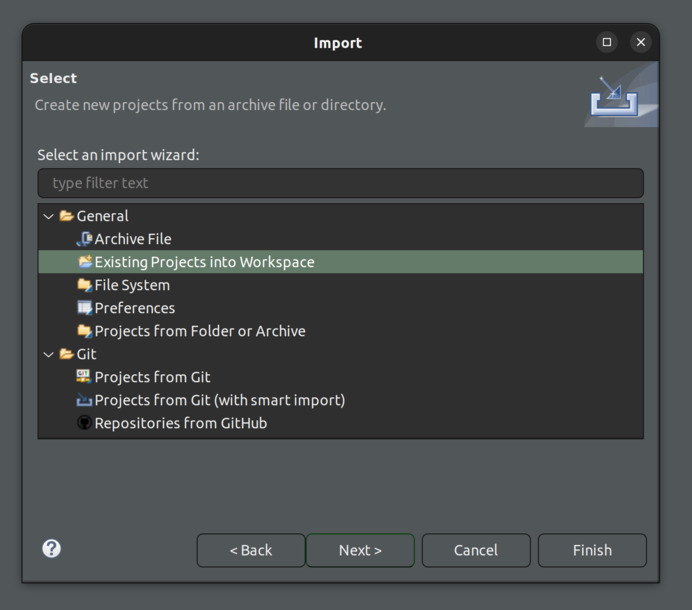 Import
Select
Create new projects from an archive file or directory.
Select an import wizard:
type filter text
General
Archive File
Existing Projects into Workspace
File System
Preferences
Projects from Folder or Archive
Git
Projects from Git
Projects from Git (with smart import)
Repositories from GitHub
?
< Back
Next >
Cancel
Finish